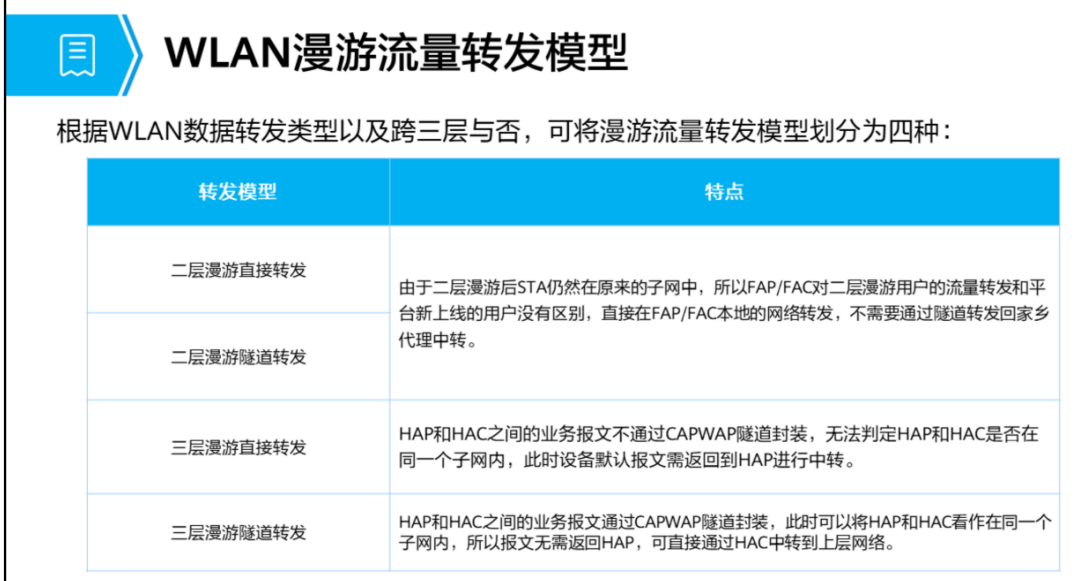 WLAN漫游流量转发模型
根据WLAN数据转发类型以及跨三层与否，可将漫游流量转发模型划分为四种：
转发模型
特点
二层漫游直接转发
二层漫游隧道转发
由于二层漫游后STA仍然在原来的子网中，所以FAP/FAC对二层漫游用户的流量转发和平
台新上线的用户没有区别，直接在FAP/FAC本地的网络转发，不需要通过隧道转发回家乡
代理中转。
三层漫游直接转发
HAP和HAC之间的业务报文不通过CAPWAP隧道封装，无法判定HAP和HAC是否在
同一个子网内，此时设备默认报文需返回到HAP进行中转。
三层漫游隧道转发
HAP和HAC之间的业务报文通过CAPWAP隧道封装，此时可以将HAP和HAC看作在同一个
子网内，所以报文无需返回HAP，可直接通过HAC中转到上层网络。